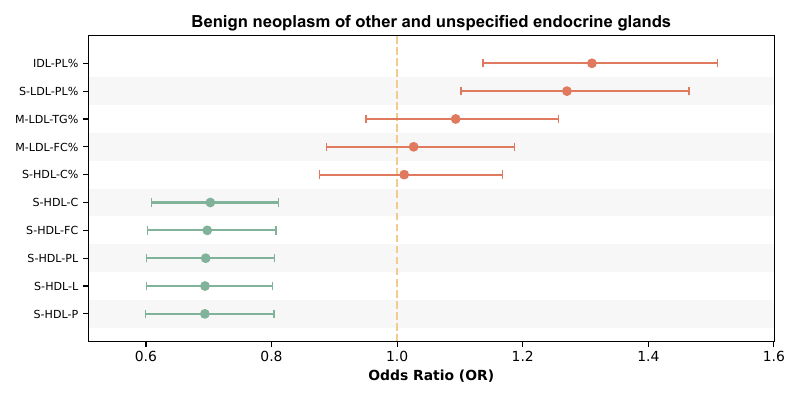 Benign neoplasm of other and unspecified endocrine glands
IDL-PL%
S-LDL-PL%
M-LDL-TG%
M-LDL-FC%
S-HDL-C%
S-HDL-C
S-HDL-FC
S-HDL-PL
S-HDL-L
S-HDL-P
0.6 0.8 1.0 1.2 1.4 1.6
Odds Ratio (OR)